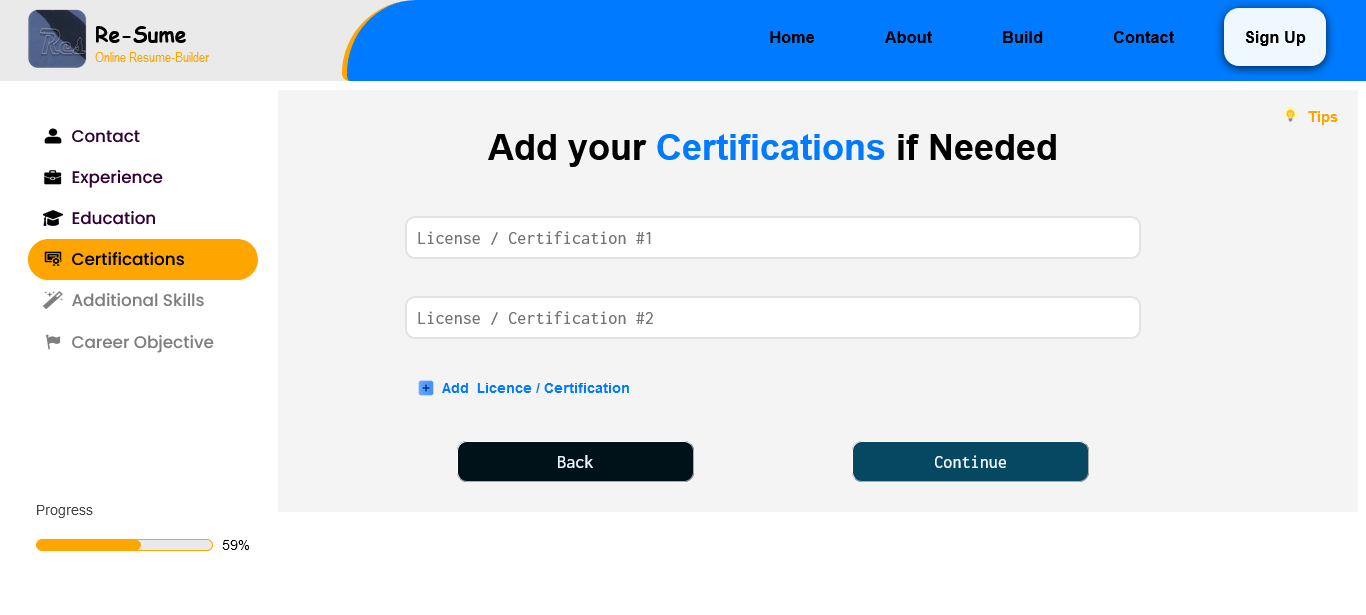 Res
Re-Sume
Online Resume-Builder
Home
About
Build
Contact
Sign Up
Contact
Experience
Education
Certifications
Additional Skills
Career Objective
Progress
59%
Tips
Add your Certifications if Needed
License / Certification #1
License / Certification #2
Add Licence / Certification
Back
Continue